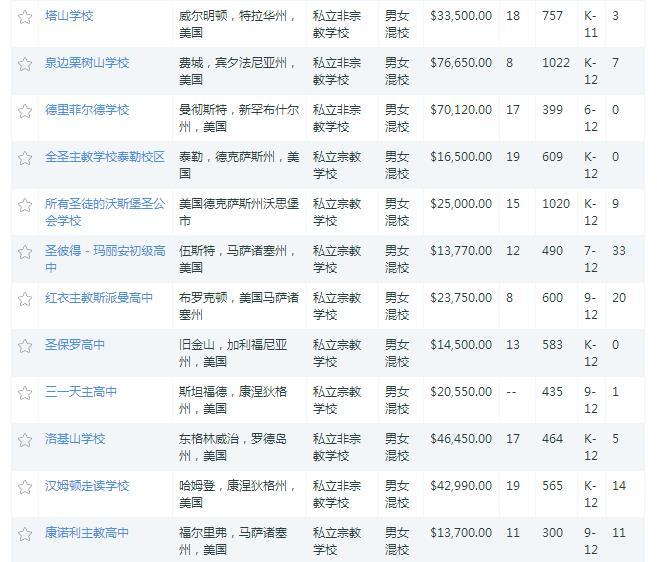 塔山学校 威尔明顿，特拉华州，美国 私立非宗教学校 男女混校 $33,500.00 18 757 K-11 3
泉边栗树山学校 费城，宾夕法尼亚州，美国 私立非宗教学校 男女混校 $76,650.00 8 1022 K-12 7
德里菲尔德学校 曼彻斯特，新罕布什尔州，美国 私立非宗教学校 男女混校 $70,120.00 17 399 6-12 0
全圣主教学校泰勒校区 泰勒，德克萨斯州，美国 私立宗教学校 男女混校 $16,500.00 19 609 K-12 0
所有圣徒的沃斯堡圣公会学校 美国德克萨斯州沃思堡市 私立宗教学校 男女混校 $25,000.00 15 1020 K-12 9
圣彼得－玛丽安初级高中 伍斯特，马萨诸塞州，美国 私立宗教学校 男女混校 $13,770.00 12 490 7-12 33
红衣主教斯派曼高中 布罗克顿，美国马萨诸塞州 私立宗教学校 男女混校 $23,750.00 8 600 9-12 20
圣保罗高中 旧金山，加利福尼亚州，美国 私立宗教学校 男女混校 $14,500.00 13 583 K-12 0
三一天主高中 斯坦福德，康涅狄格州，美国 私立宗教学校 男女混校 $20,550.00 -- 435 9-12 1
洛基山学校 东格林威治，罗德岛州，美国 私立非宗教学校 男女混校 $46,450.00 17 464 K-12 5
汉姆顿走读学校 哈姆登，康涅狄格州，美国 私立非宗教学校 男女混校 $42,990.00 19 565 K-12 14
康诺利主教高中 福尔里弗，马萨诸塞州，美国 私立宗教学校 男女混校 $13,700.00 11 300 9-12 11